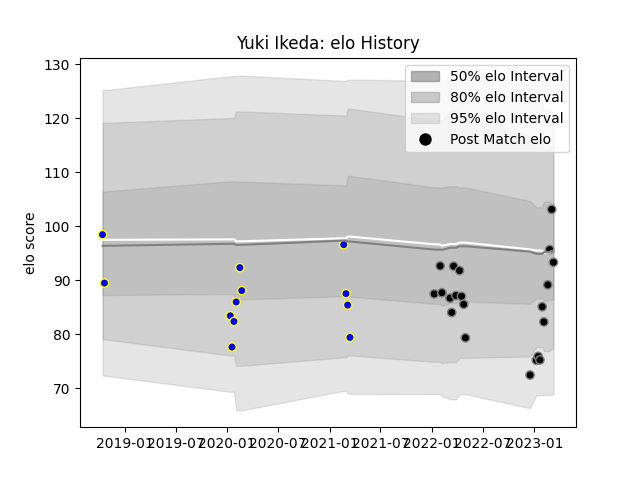 Yuki Ikeda: elo History
130
120
110
100
90
80
70
elo score
50% elo Interval
80% elo Interval
95% elo Interval
Post Match elo
2019-01
2019-07
2020-01
2020-07
2021-01
2021-07
2022-01
2022-07
2023-01